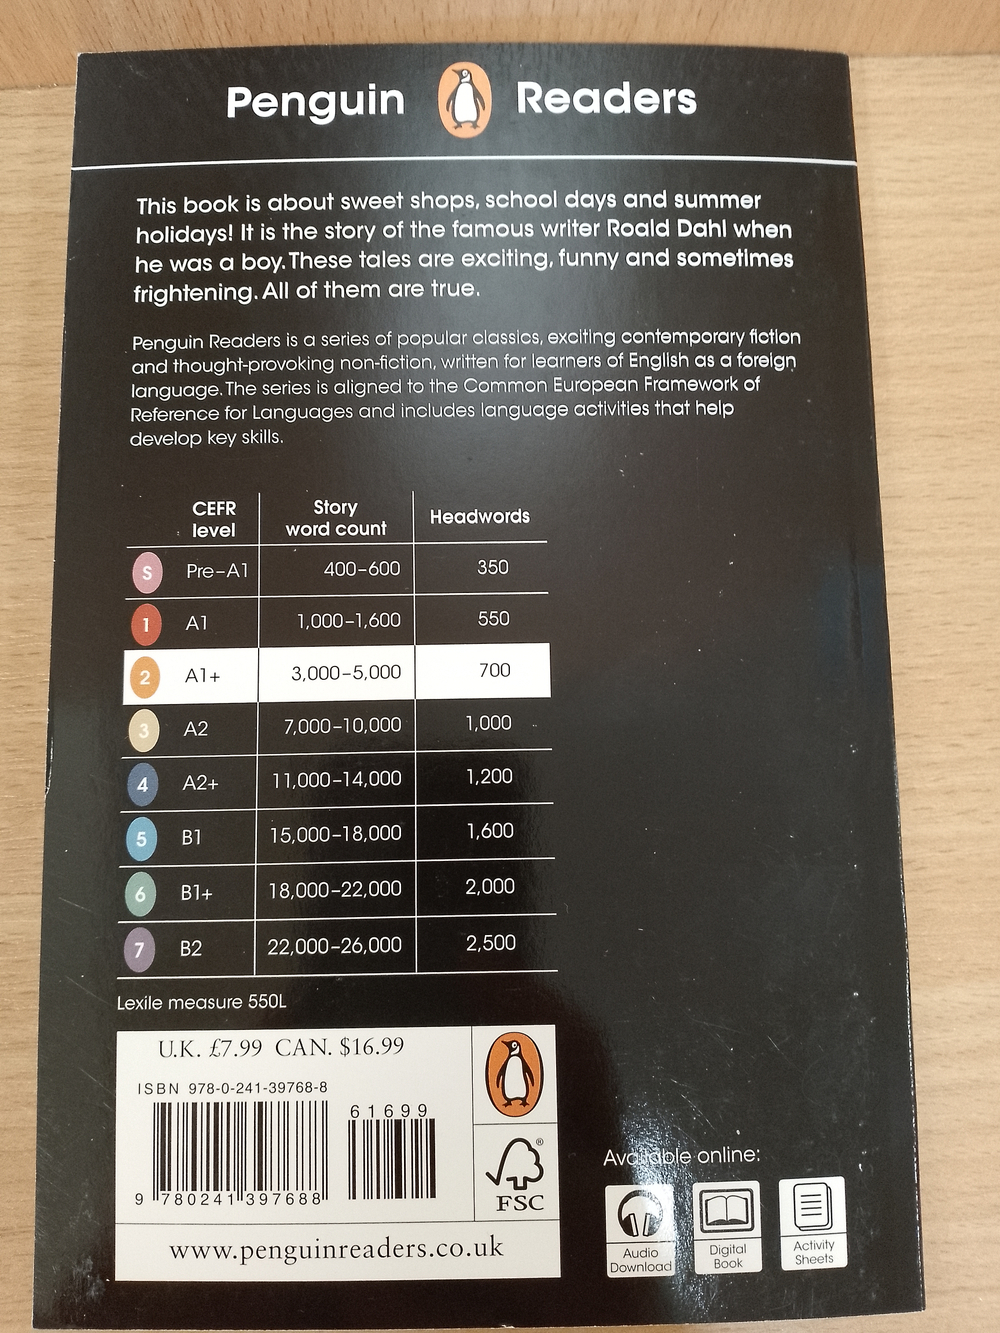 Penguin Readers
This book is about sweet shops, school days and summer
holidays! It is the story of the famous writer Roald Dahl when
he was a boy. These tales are exciting, funny and sometimes
frightening. All of them are true.
Penguin Readers is a series of popular classics, exciting contemporary fiction
and thought-provoking non-fiction, written for learners of English as a foreign
language. The series is aligned to the Common European Framework of
Reference for Languages and includes language activities that help
develop key skills.
CEFR level Story word count Headwords
S Pre-A1 400–600 350
1 A1 1,000–1,600 550
2 A1+ 3,000–5,000 700
3 A2 7,000–10,000 1,000
4 A2+ 11,000–14,000 1,200
5 B1 15,000–18,000 1,600
6 B1+ 18,000–22,000 2,000
7 B2 22,000–26,000 2,500
Lexile measure 550L
U.K. £7.99 CAN. $16.99
ISBN 978-0-241-39768-8
61699
9 780241 397688
®
FSC
www.penguinreaders.co.uk
Available online:
Audio Download
Digital Book
Activity Sheets